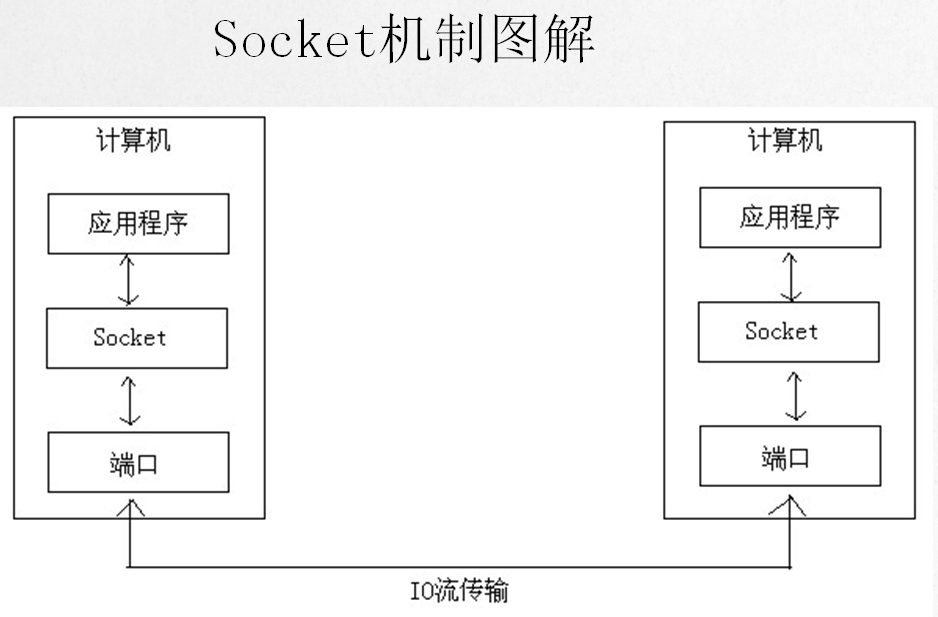 Socket机制图解
计算机
应用程序
Socket
端口
计算机
应用程序
Socket
端口
IO流传输